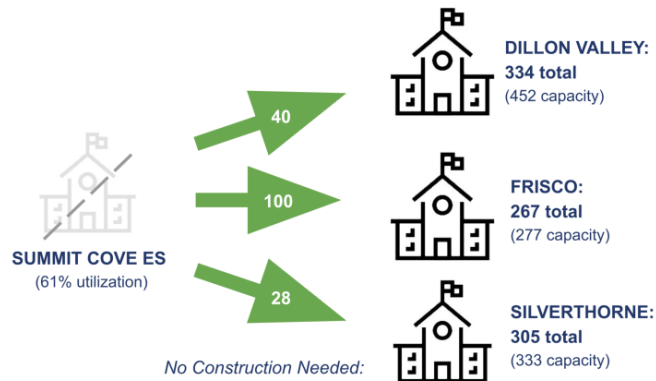 DILLON VALLEY:
334 total
(452 capacity)
40
100
FRISCO:
267 total
(277 capacity)
SUMMIT COVE ES
(61% utilization)
28
SILVERTHORNE:
305 total
(333 capacity)
No Construction Needed: